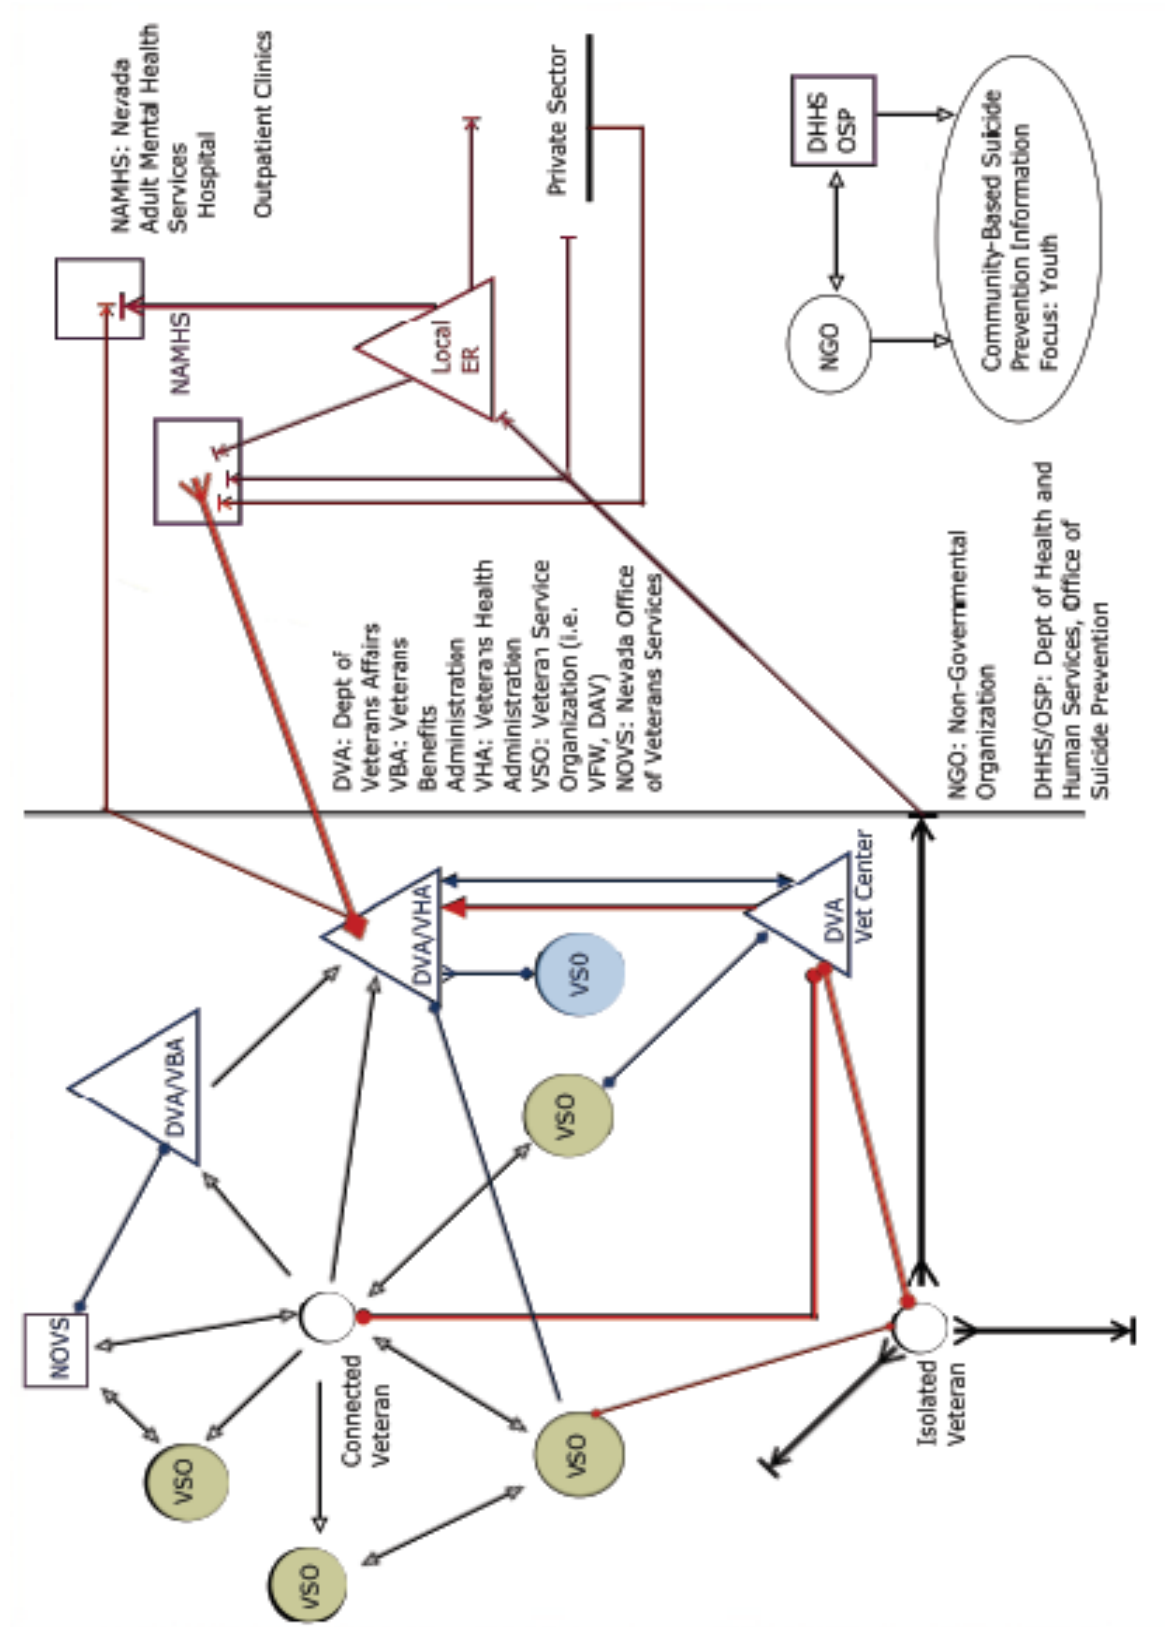 NAMHS: Nevada
Adult Mental Health
Services
Hospital
Outpatient Clinics
NAMHS
Local
ER
Private Sector
DHHS
OSP
NGO
Community-Based Suicide
Prevention Information
Focus: Youth
DVA: Dept of
Veterans Affairs
VBA: Veterans
Benefits
Administration
VHA: Veterans Health
Administration
VSO: Veteran Service
Organization (i.e.
VFW, DAV)
NOVS: Nevada Office
of Veterans Services
NGO: Non-Governmental
Organization
DHHS/OSP: Dept of Health and
Human Services, Office of
Suicide Prevention
NOVS
DVA/VBA
DVA/VHA
DVA
Vet Center
VSO
VSO
VSO
VSO
VSO
Connected
Veteran
Isolated
Veteran